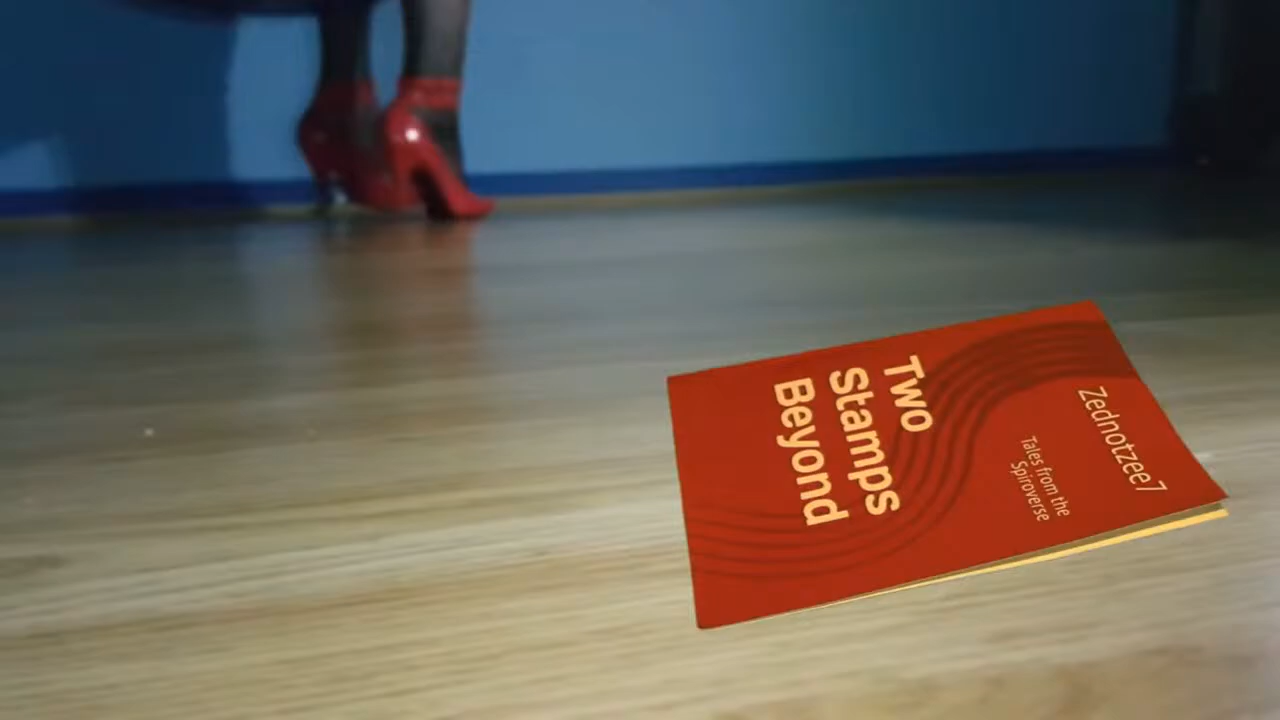 Two
Stamps
Beyond
Tales from the
Spiroverse
Zednotzee7